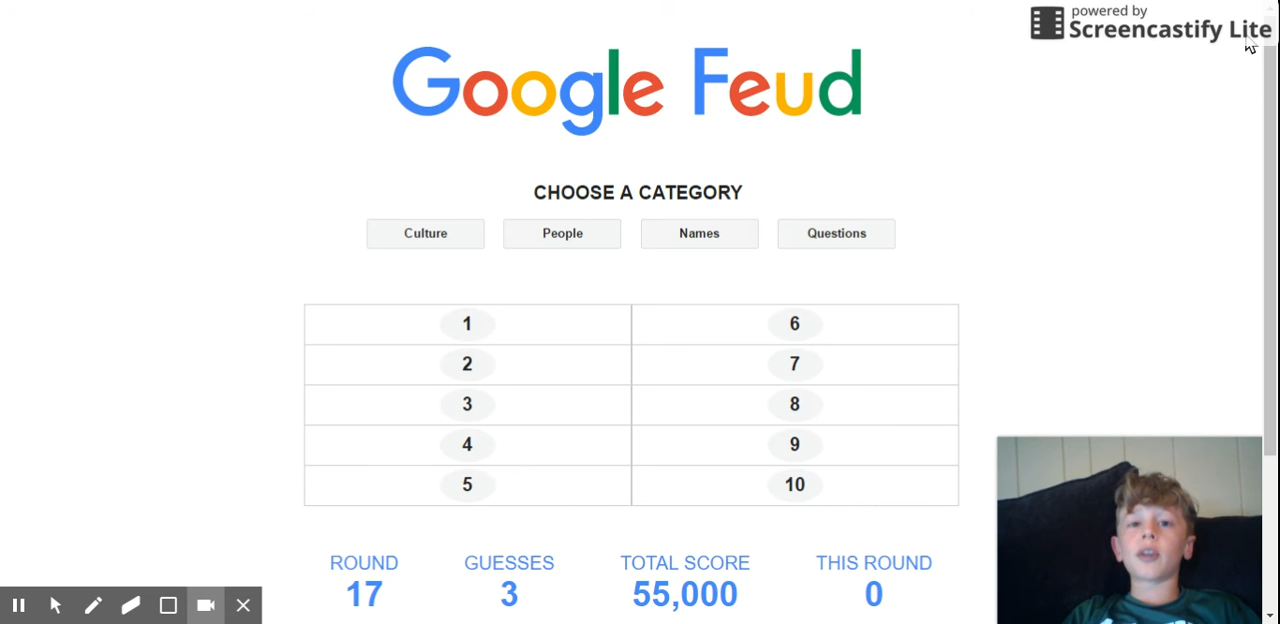 powered by
Screencastify Lite
Google Feud
CHOOSE A CATEGORY
Culture People Names Questions
1 6
2 7
3 8
4 9
5 10
ROUND GUESSES TOTAL SCORE THIS ROUND
17 3 55,000 0